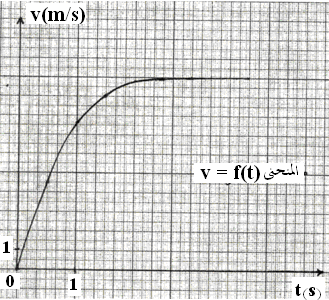 v(m/s)
المنحنى v = f(t)
1
0
1
t(s)